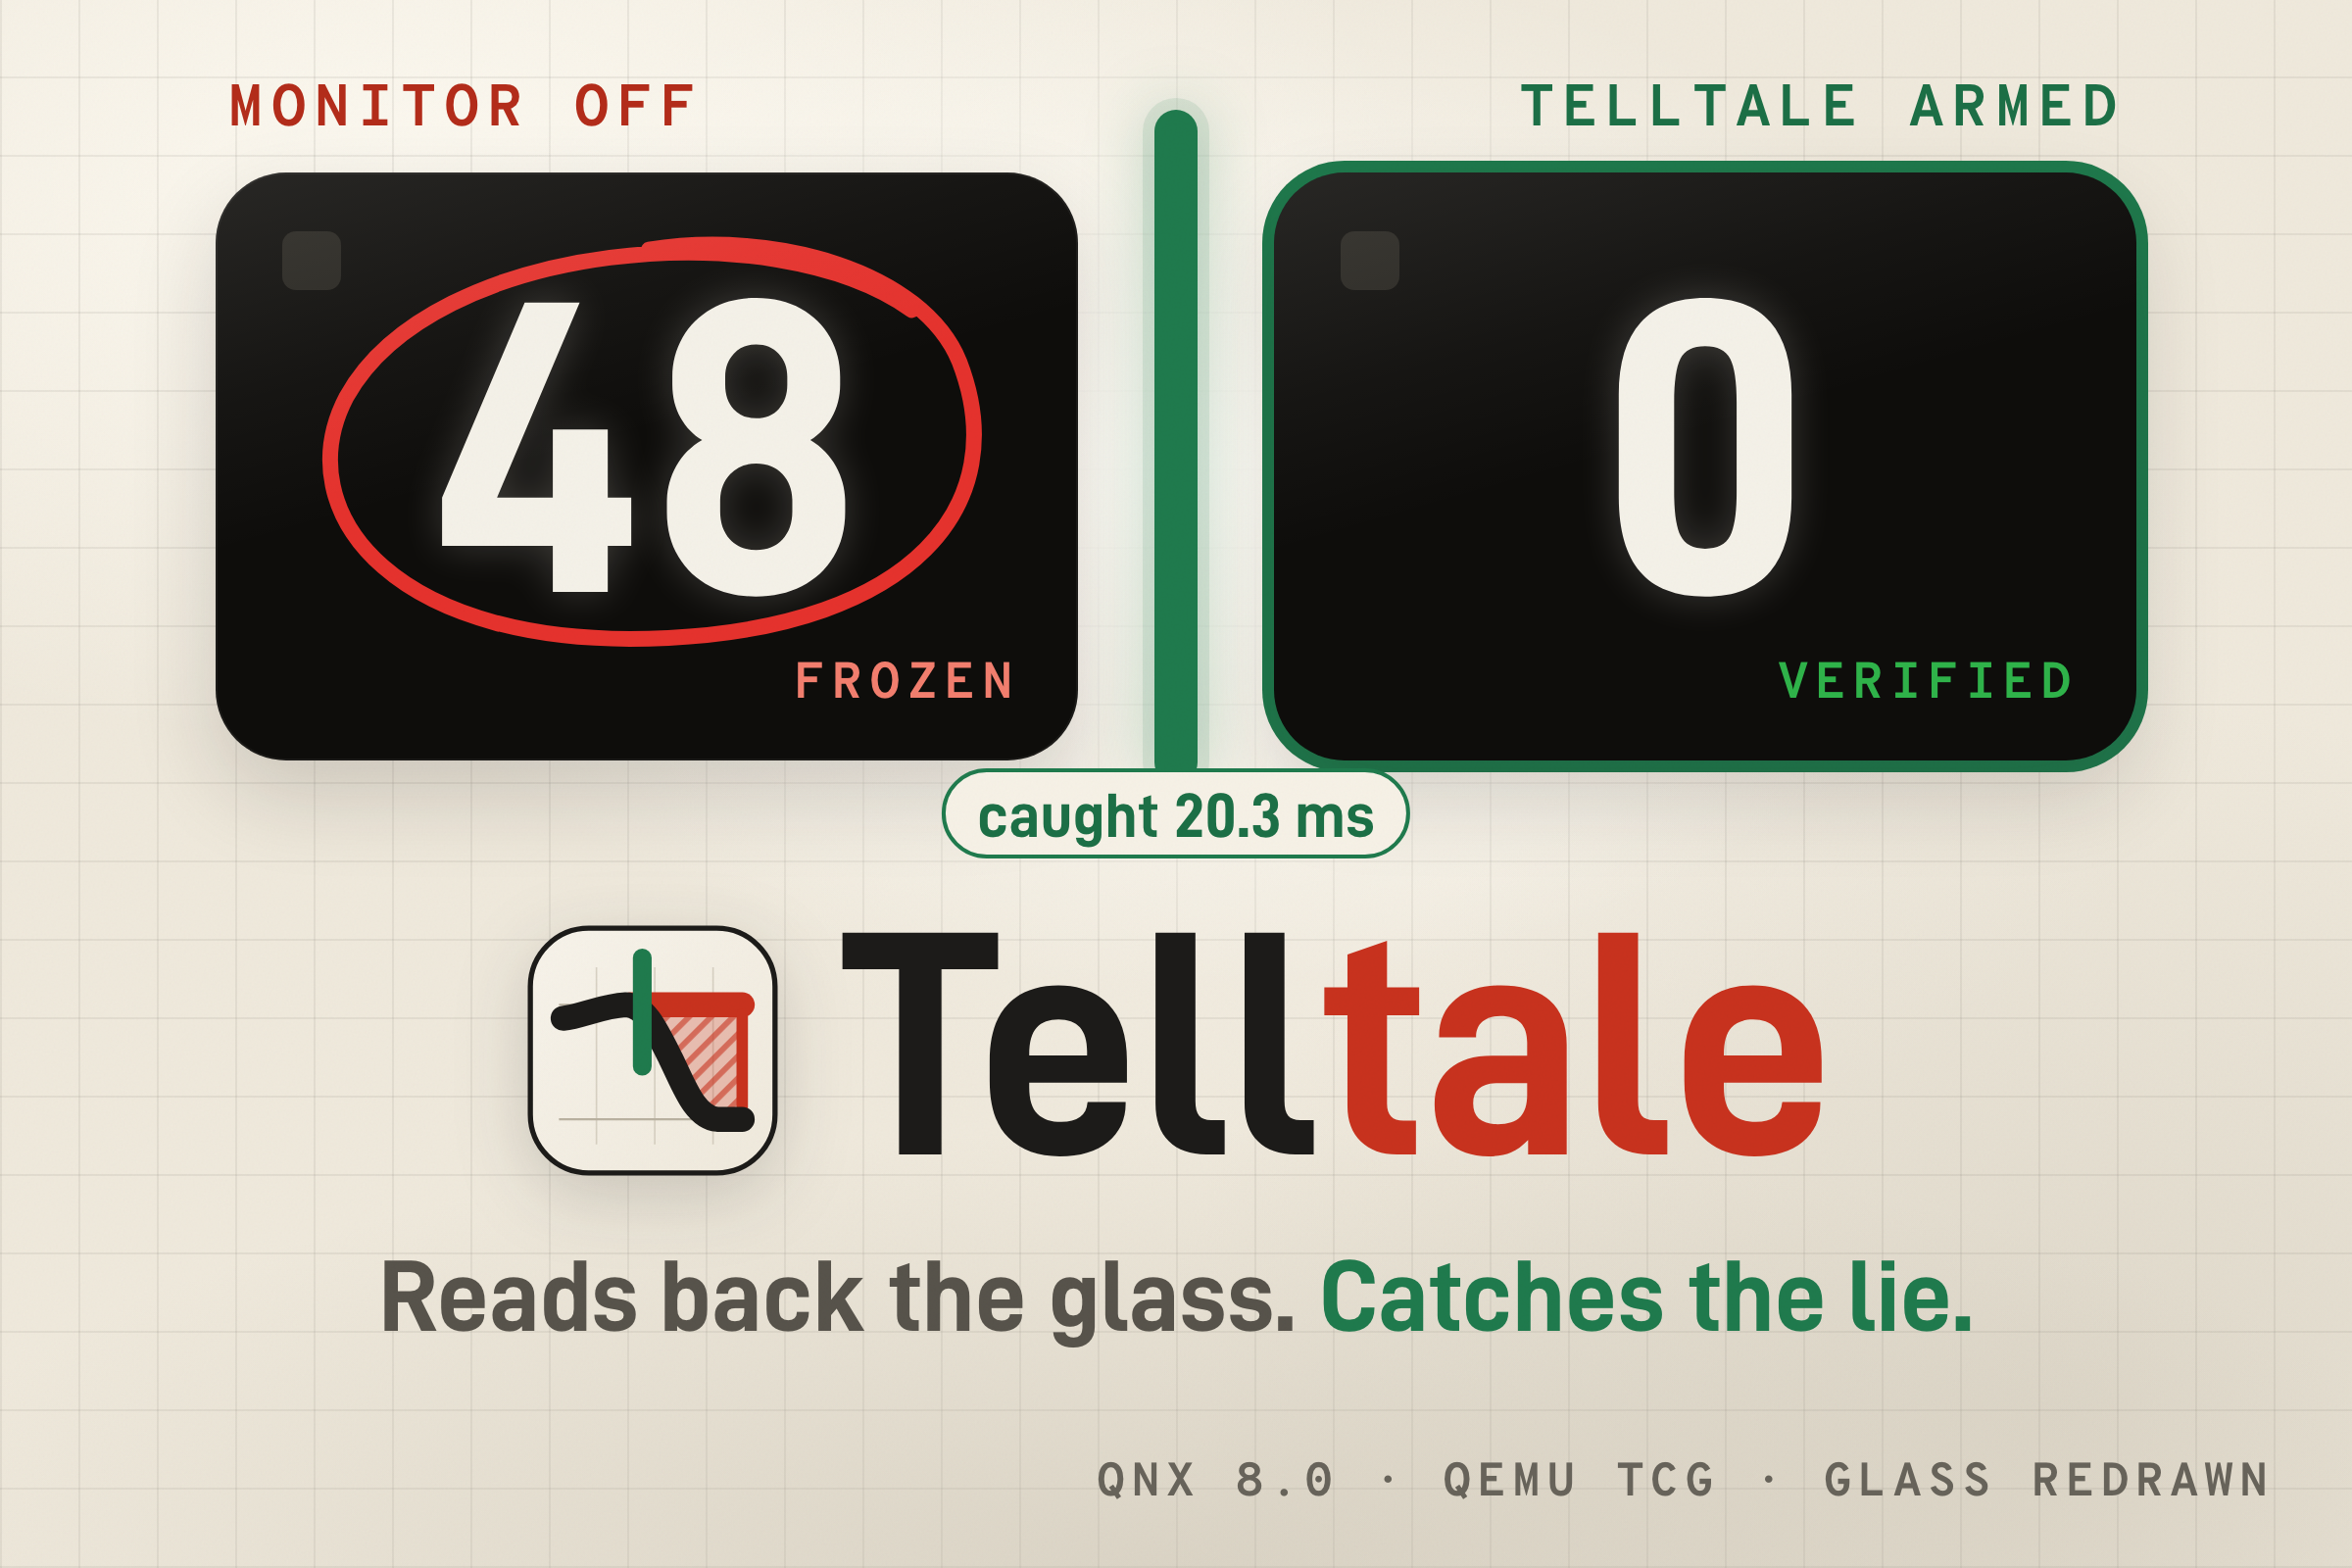 MONITOR OFF
TELLTALE ARMED
48
FROZEN
0
VERIFIED
caught 20.3 ms
Telltale
Reads back the glass. Catches the lie.
QNX 8.0 · QEMU TCG · GLASS REDRAWN